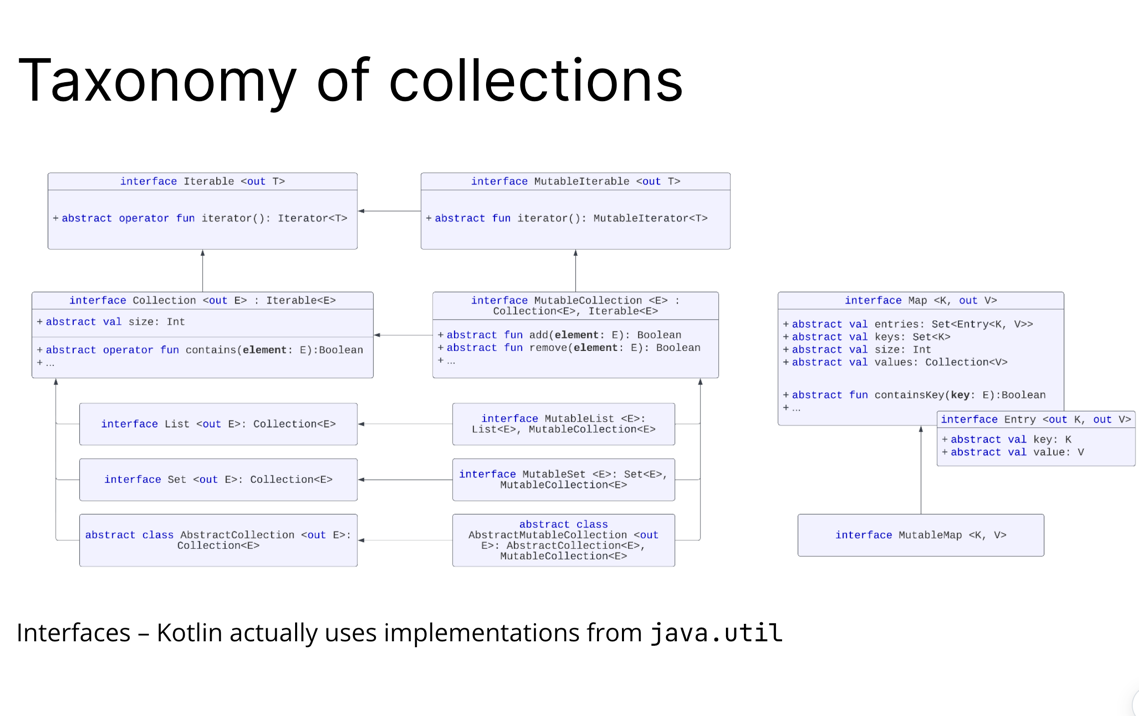 Taxonomy of collections
interface Iterable <out T>
+ abstract operator fun iterator(): Iterator<T>
interface MutableIterable <out T>
+ abstract fun iterator(): MutableIterator<T>
interface Collection <out E> : Iterable<E>
+ abstract val size: Int
+ abstract operator fun contains(element: E):Boolean
+ ...
interface MutableCollection <E> :
Collection<E>, Iterable<E>
+ abstract fun add(element: E): Boolean
+ abstract fun remove(element: E): Boolean
+ ...
interface Map <K, out V>
+ abstract val entries: Set<Entry<K, V>>
+ abstract val keys: Set<K>
+ abstract val size: Int
+ abstract val values: Collection<V>
+ abstract fun containsKey(key: E):Boolean
+ ...
interface Entry <out K, out V>
+ abstract val key: K
+ abstract val value: V
interface List <out E>: Collection<E>
interface MutableList <E>:
List<E>, MutableCollection<E>
interface Set <out E>: Collection<E>
interface MutableSet <E>: Set<E>,
MutableCollection<E>
abstract class AbstractCollection <out E>:
Collection<E>
abstract class
AbstractMutableCollection <out
E>: AbstractCollection<E>,
MutableCollection<E>
interface MutableMap <K, V>
Interfaces – Kotlin actually uses implementations from java.util